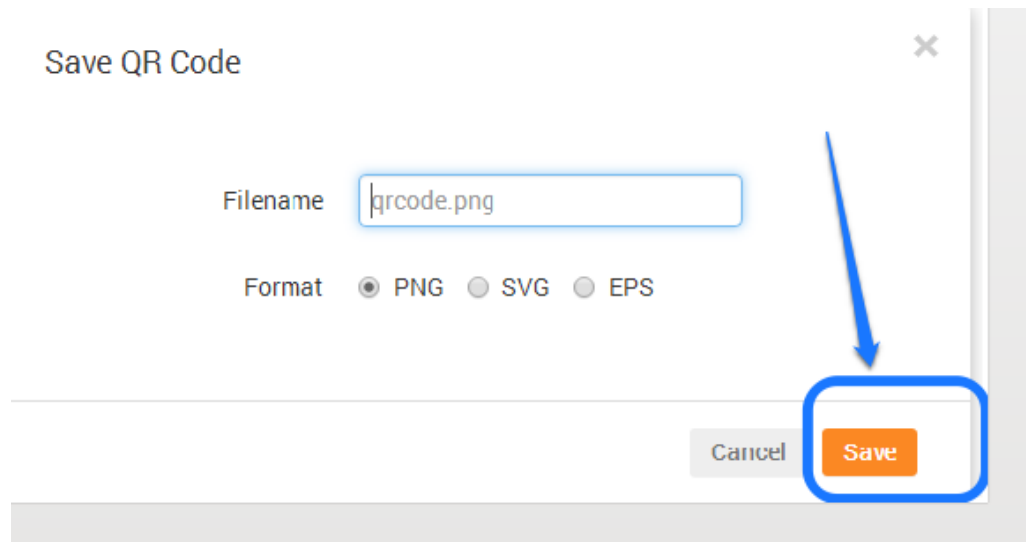 Save QR Code
Filename qrcode.png
Format PNG SVG EPS
Cancel Save